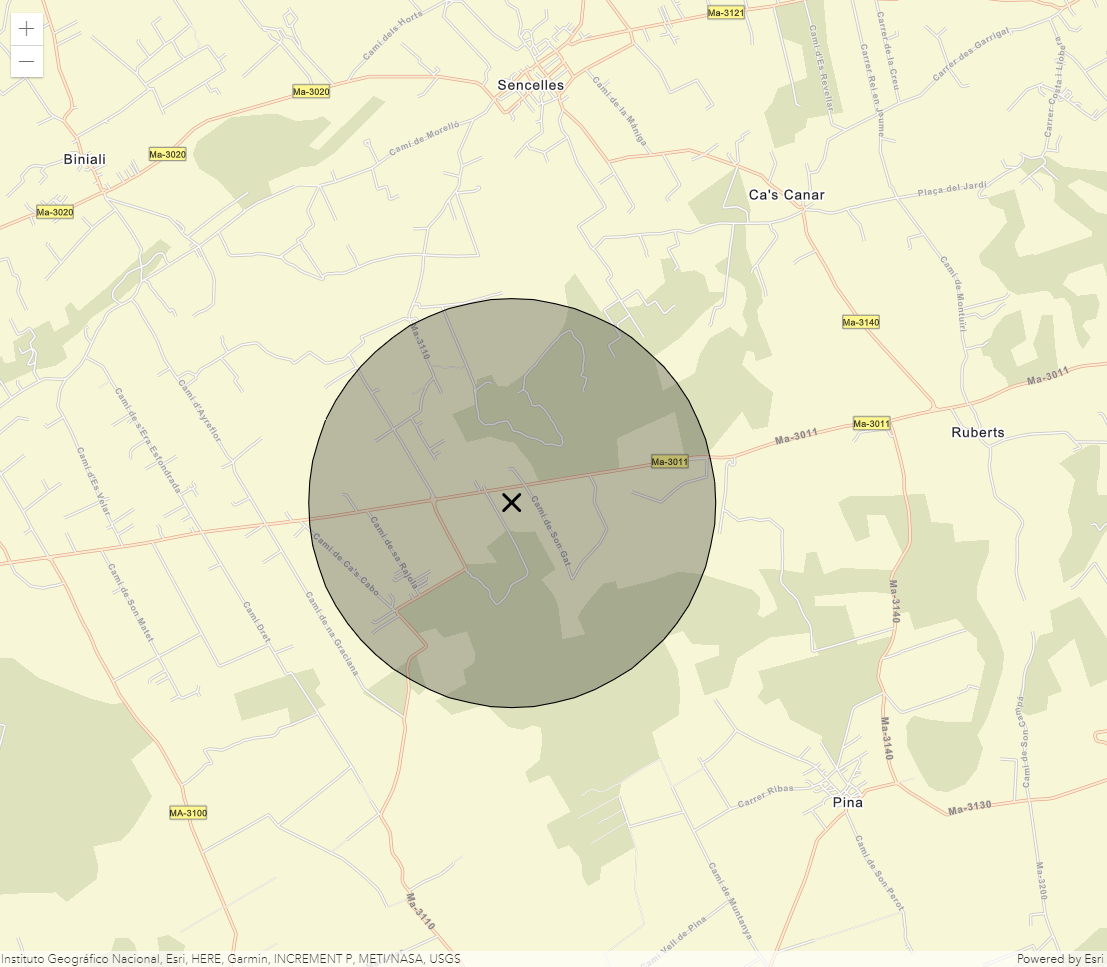 +
Ma-3121
Camí dels Horts
Camí d'Es Revellar
Carrer de la Creu
Carrer des Garrigal
Carrer Rei en Jaume
Carrer Costa i Llobe
Sencelles
Ma-3020
Camí de la Màniga
Camí de Morelló
Biniali
Ma-3020
Plaça del Jardí
Ca's Canar
Ma-3020
Camí de Montuïri
Ma-3140
Ma-3110
Ma-3011
Camí d'Ayreflor
Camí de s'Era Esfondrada
Ma-3011
Ma-3011
Ruberts
Camí d'Es Velar
Ma-3011
Camí de Son Gat
Camí de sa Rajola
Camí de Ca's Cabo
Camí de Son Matet
Camí Dret
Camí de na Graciana
Ma-3140
Ma-3140
Camí de Son Company
MA-3100
Carrer Ribas
Pina
Ma-3130
Camí de Son Perot
Ma-3200
Camí de Muntanya
Ma-3110
Camí Vell de Pina
Instituto Geográfico Nacional, Esri, HERE, Garmin, INCREMENT P, METI/NASA, USGS
Powered by Esri